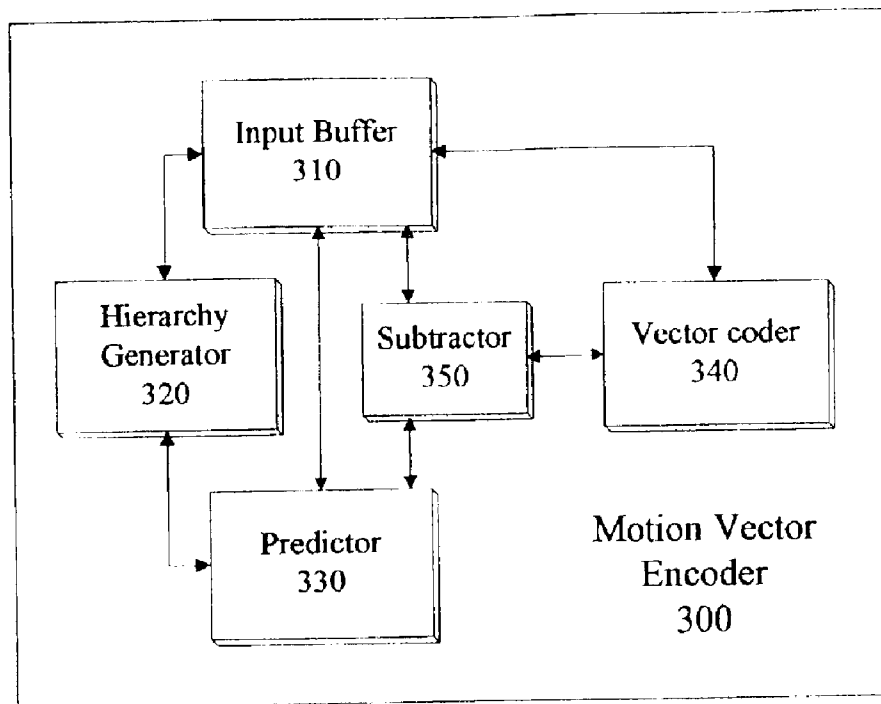 Input Buffer
310
Hierarchy
Generator
320
Subtractor
350
Vector coder
340
Predictor
330
Motion Vector
Encoder
300